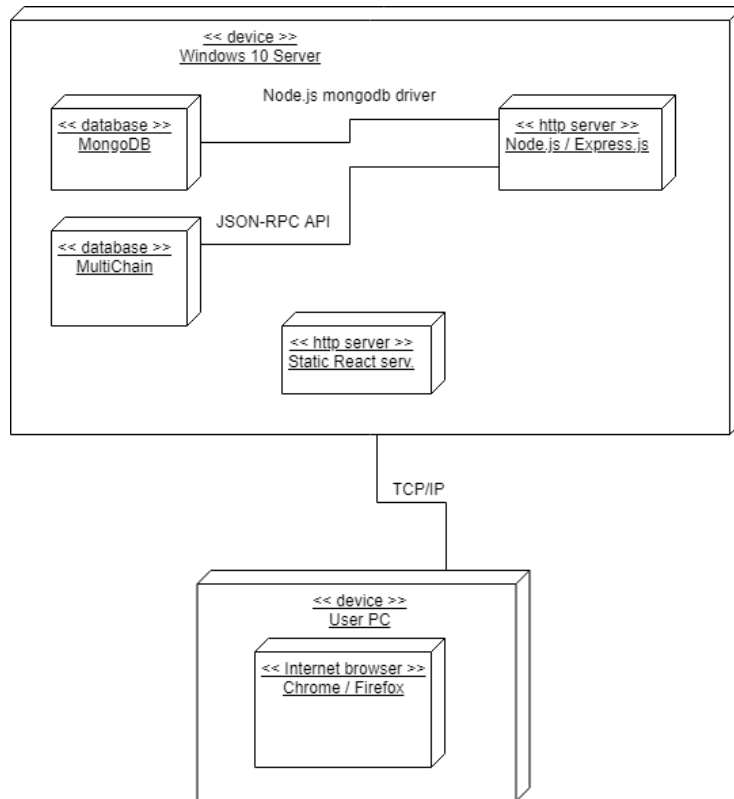 << device >>
Windows 10 Server
Node.js mongodb driver
<< database >>
MongoDB
<< http server >>
Node.js / Express.js
JSON-RPC API
<< database >>
MultiChain
<< http server >>
Static React serv.
TCP/IP
<< device >>
User PC
<< Internet browser >>
Chrome / Firefox